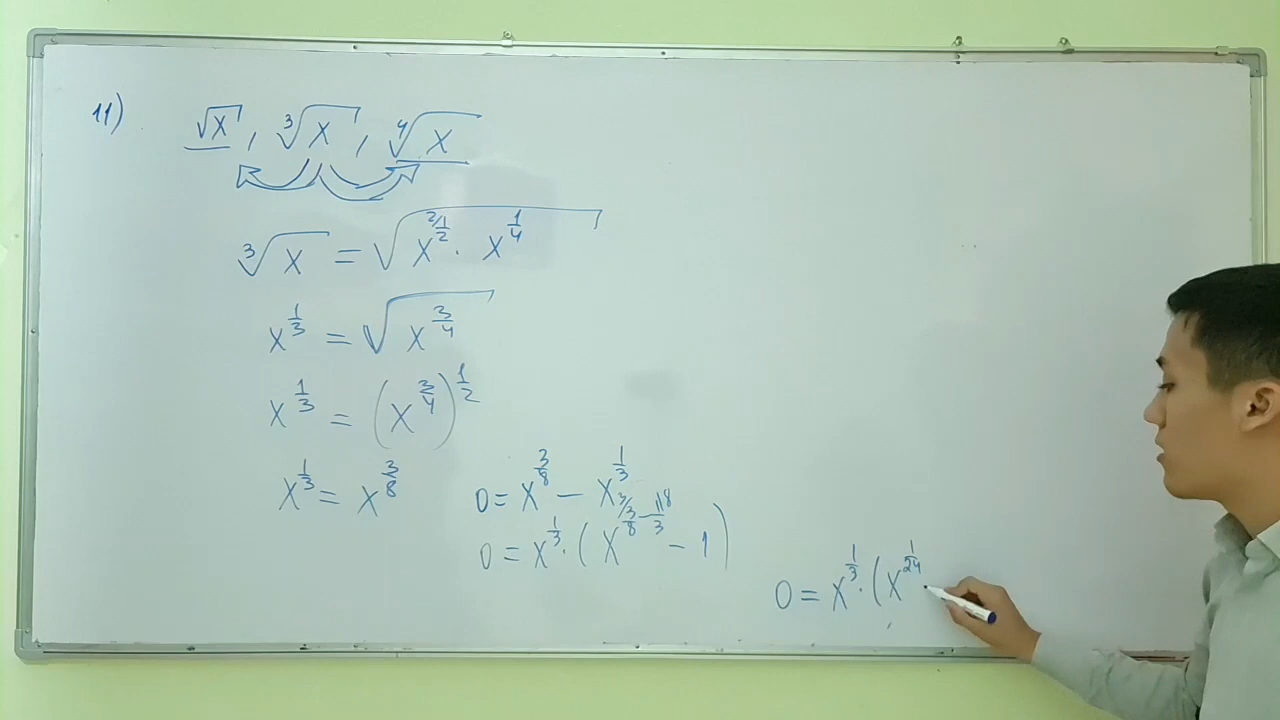 11) √x, ∛x, ∜x
∛x = √(x^(2/1/2) · x^(1/4))
x^(1/3) = √(x^(3/4))
x^(1/3) = (x^(3/4))^(1/2)
x^(1/3) = x^(3/8)
0 = x^(3/8) − x^(1/3)
0 = x^(1/3) · (x^(3/3/8 − 1/8/3) − 1)
0 = x^(1/3) · (x^(1/24)